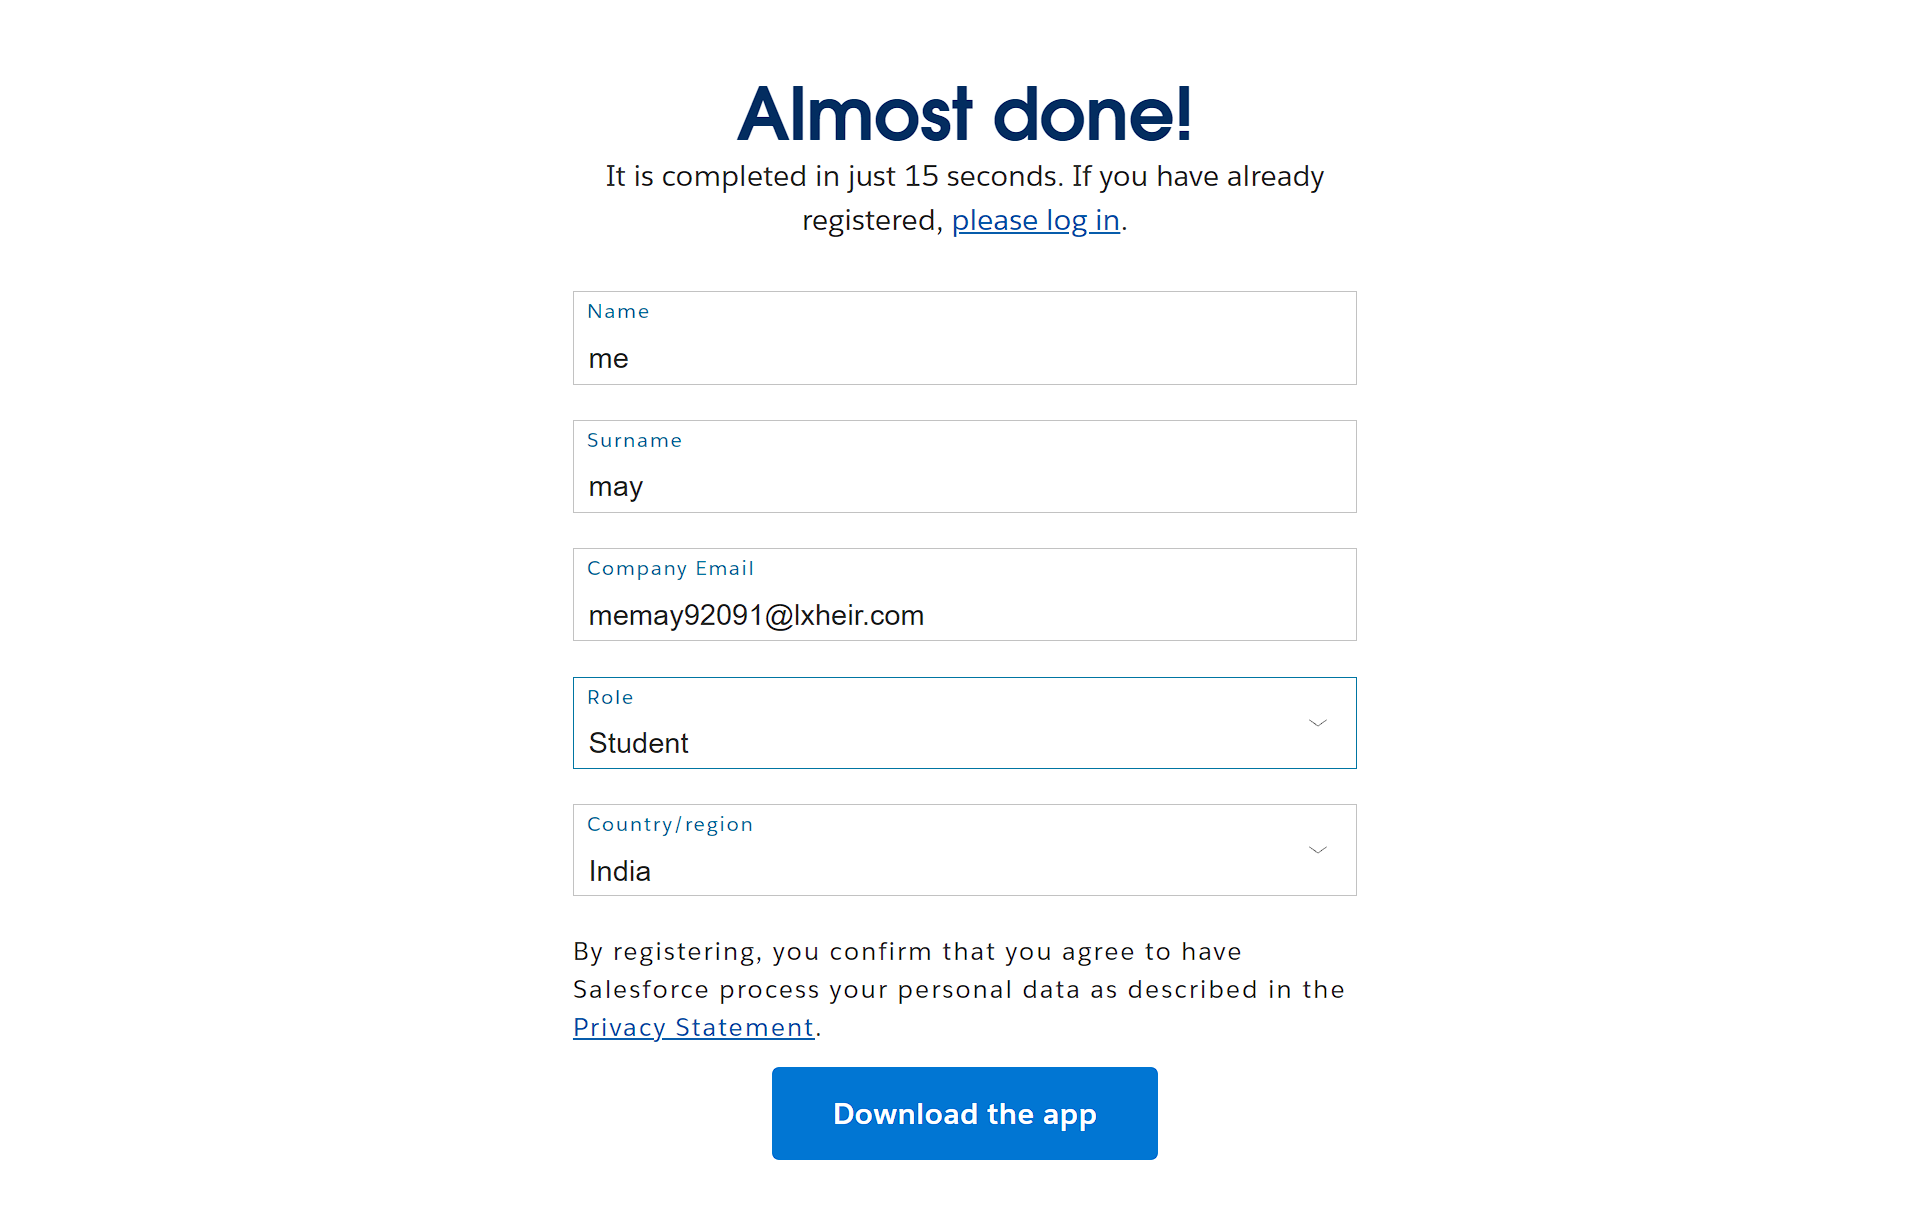 Almost done!
It is completed in just 15 seconds. If you have already
registered, please log in.
Name
me
Surname
may
Company Email
memay92091@lxheir.com
Role
Student
Country/region
India
By registering, you confirm that you agree to have
Salesforce process your personal data as described in the
Privacy Statement.
Download the app